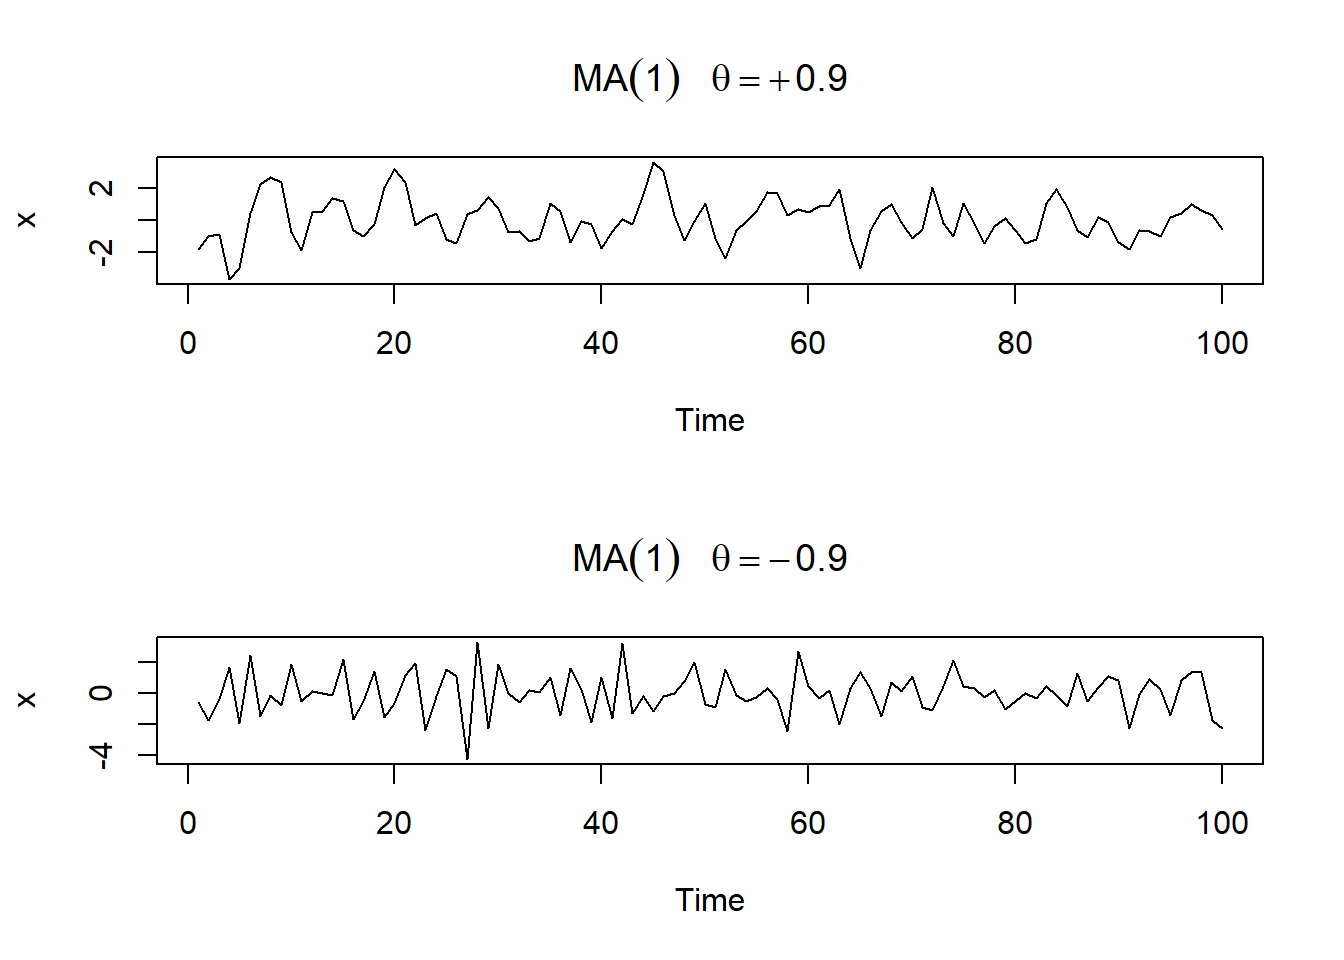 MA(1) θ = +0.9
x
2
-2
0 20 40 60 80 100
Time
MA(1) θ = −0.9
x
0
-4
0 20 40 60 80 100
Time